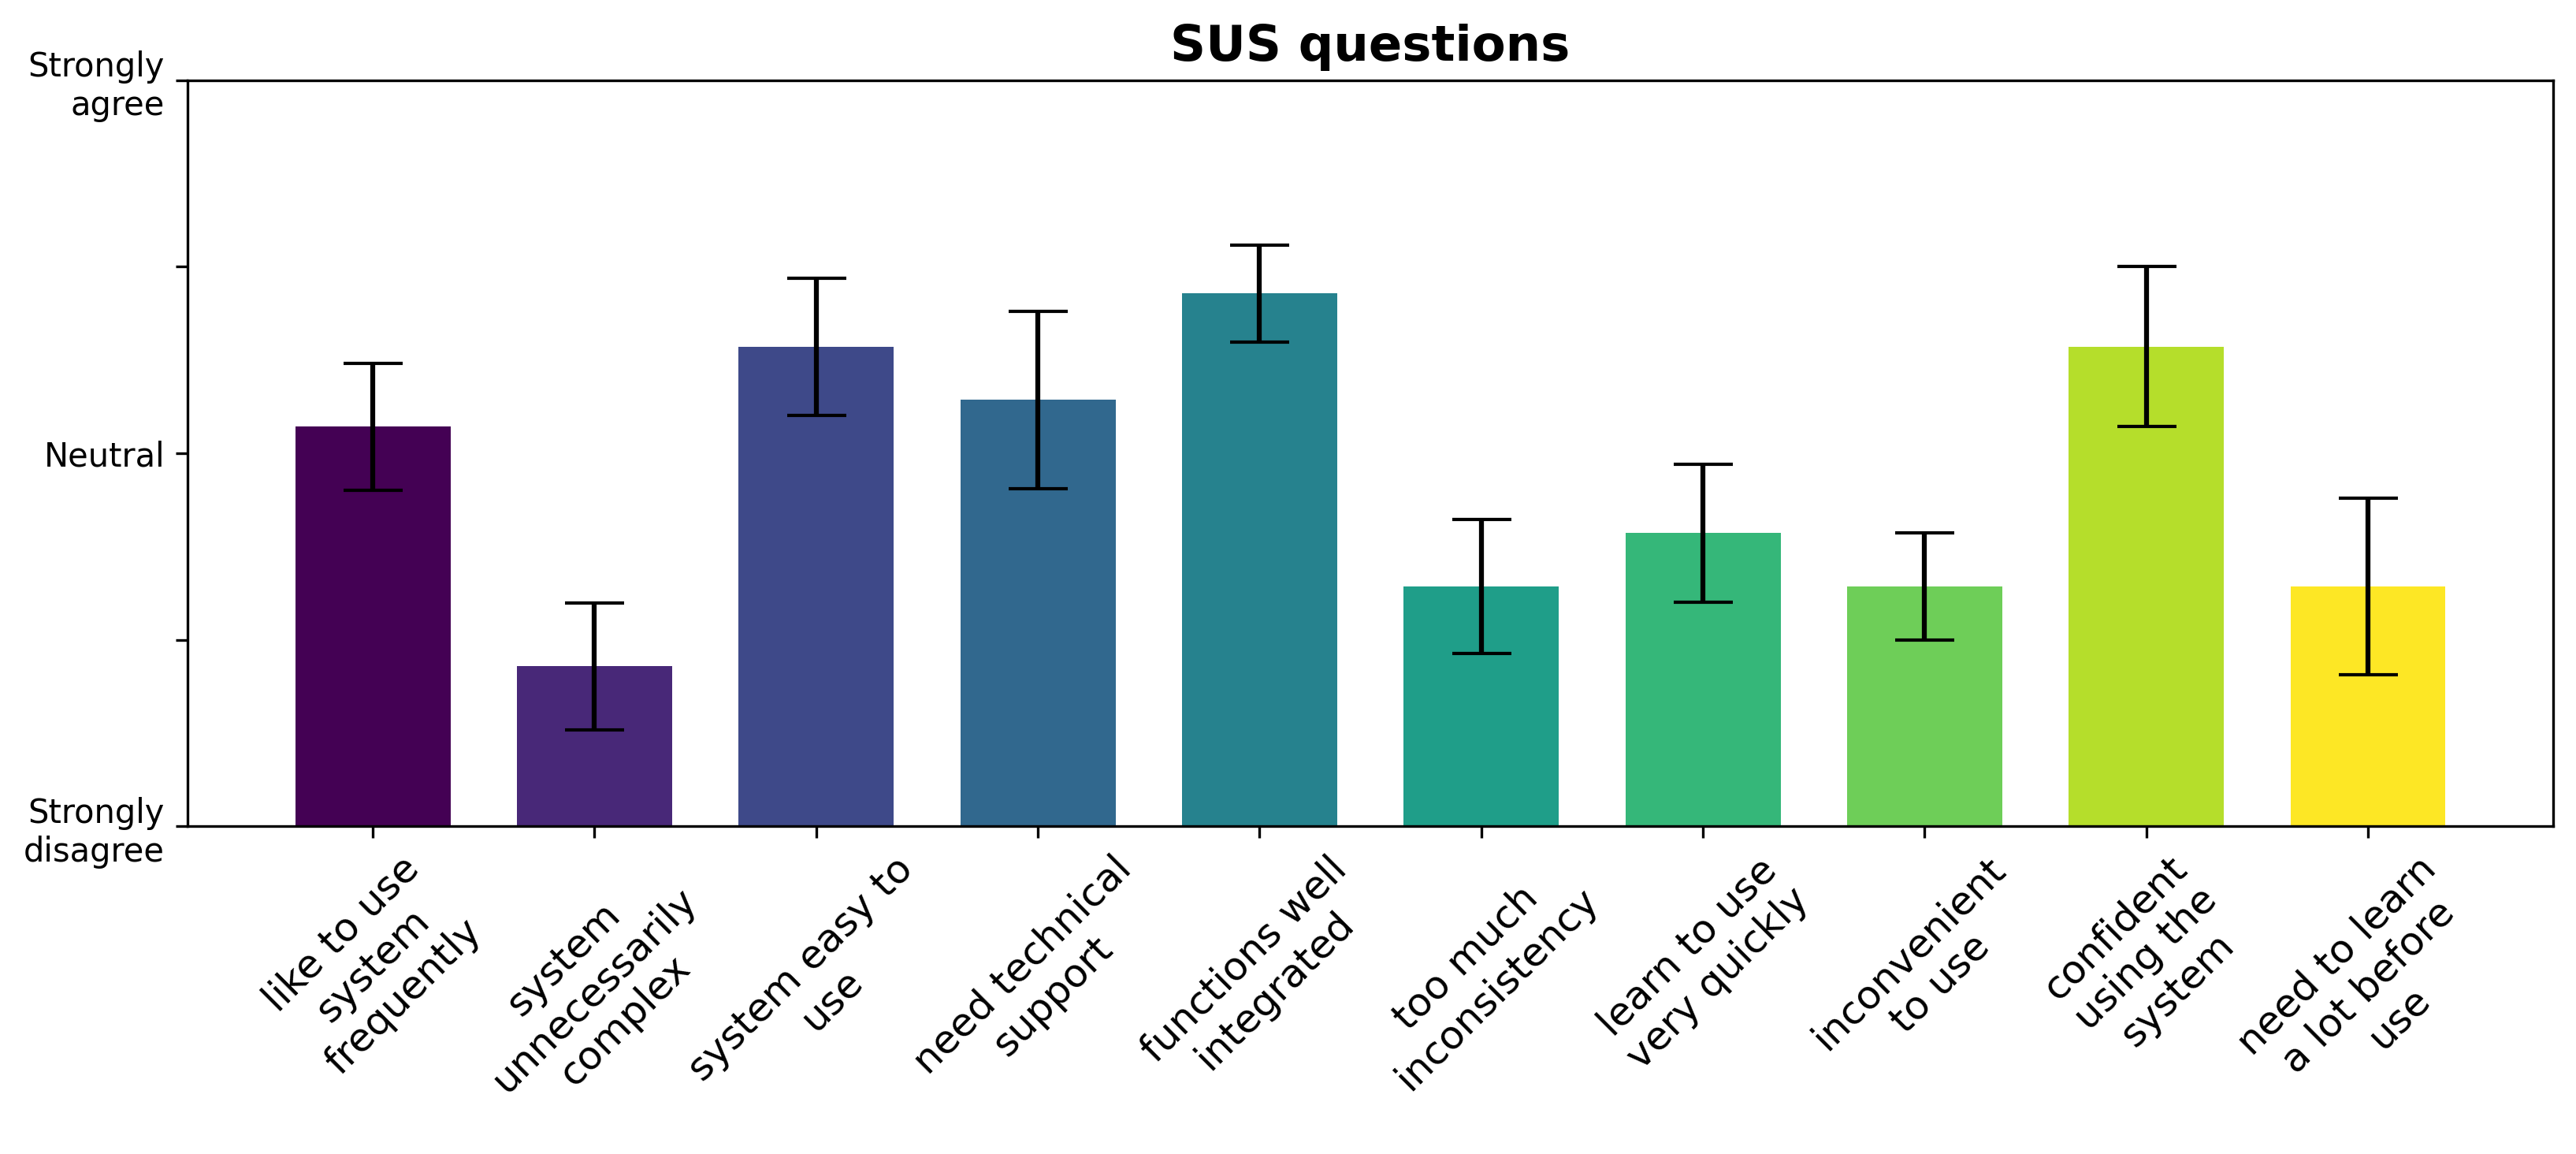 SUS questions
Strongly
agree
Neutral
Strongly
disagree
like to use
system
frequently
system
unnecessarily
complex
system easy to
use
need technical
support
functions well
integrated
too much
inconsistency
learn to use
very quickly
inconvenient
to use
confident
using the
system
need to learn
a lot before
use